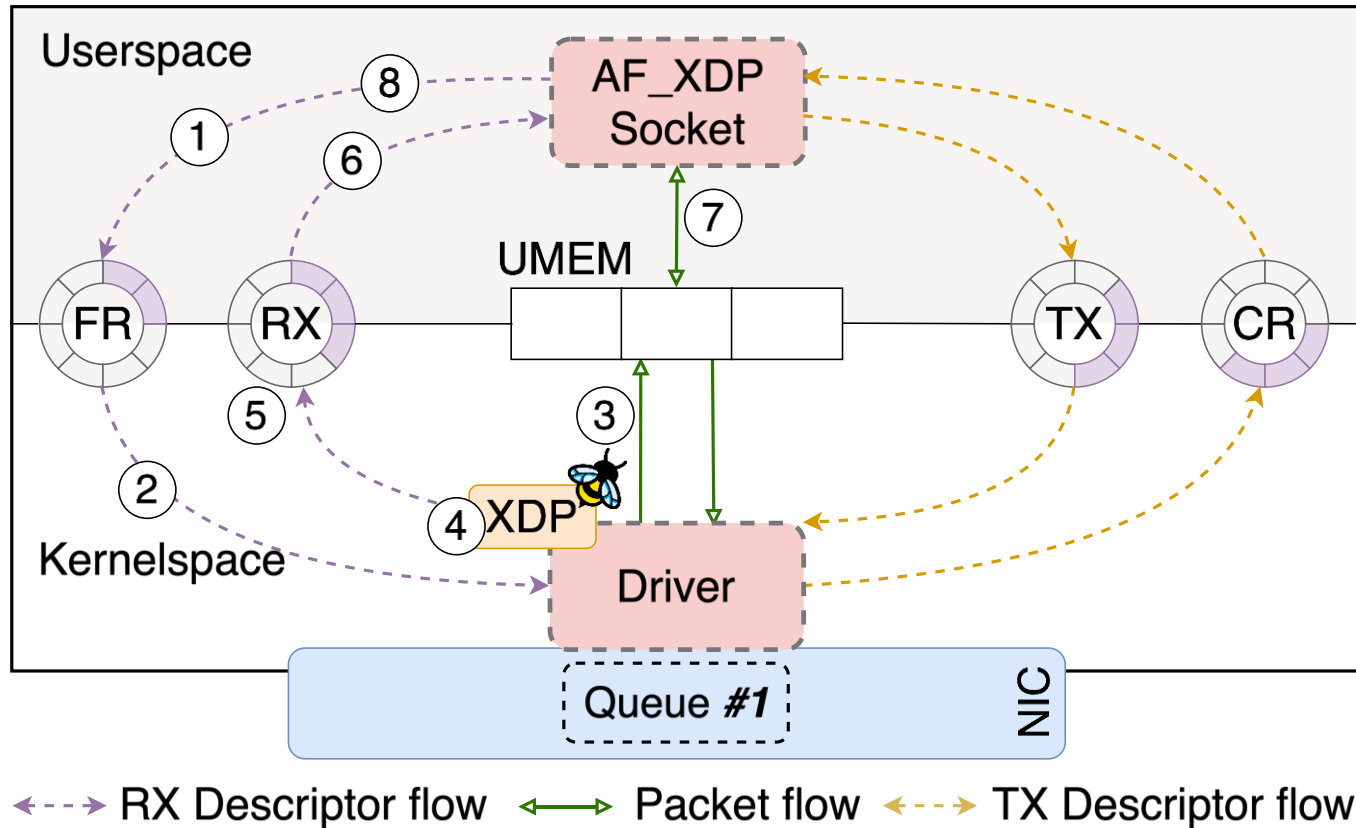 Userspace
AF_XDP
Socket
8
1
6
7
UMEM
FR
RX
TX
CR
5
3
2
4
XDP
Kernelspace
Driver
Queue #1
NIC
RX Descriptor flow
Packet flow
TX Descriptor flow